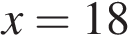 x = 18